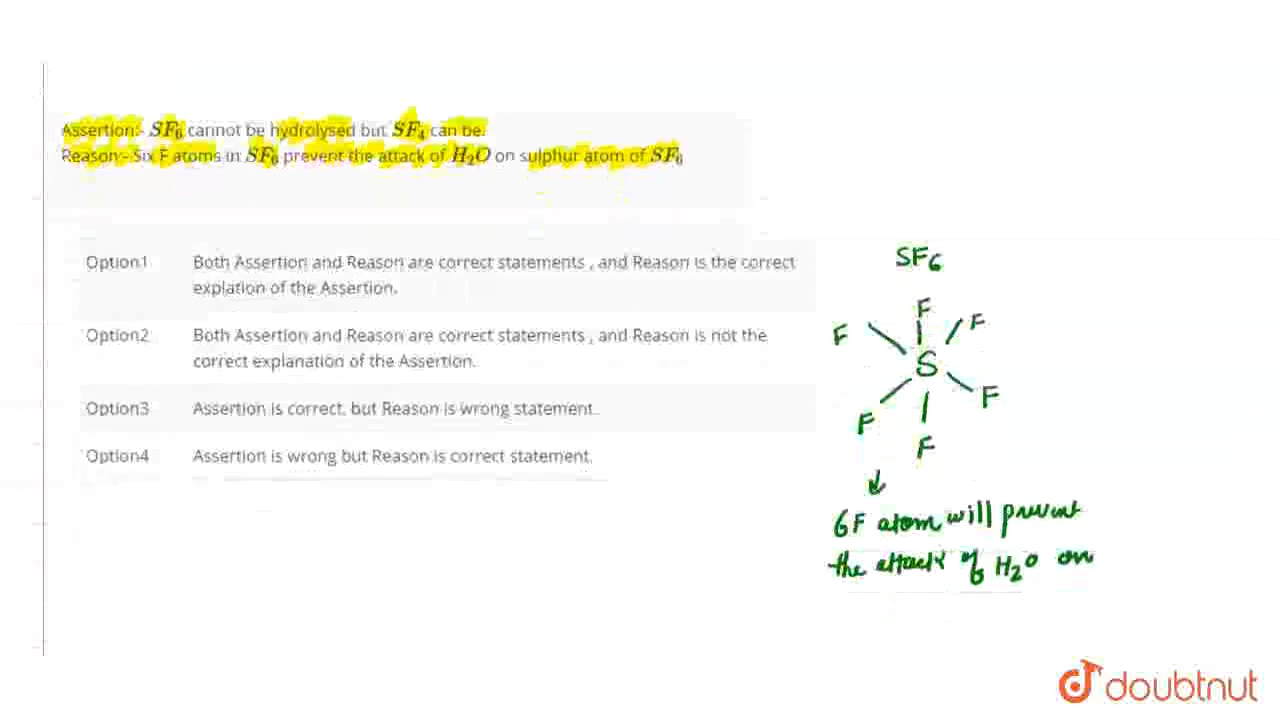 Assertion:- SF₆ cannot be hydrolysed but SF₄ can be.
Reason:- Six F atoms in SF₆ prevent the attack of H₂O on sulphur atom of SF₆
Option1 Both Assertion and Reason are correct statements , and Reason is the correct
explation of the Assertion.
Option2 Both Assertion and Reason are correct statements , and Reason is not the
correct explanation of the Assertion.
Option3 Assertion is correct, but Reason is wrong statement.
Option4 Assertion is wrong but Reason is correct statement.
SF₆
F
F F
S
F
F
F
6F atom will prevent
the attack of H₂O on
doubtnut